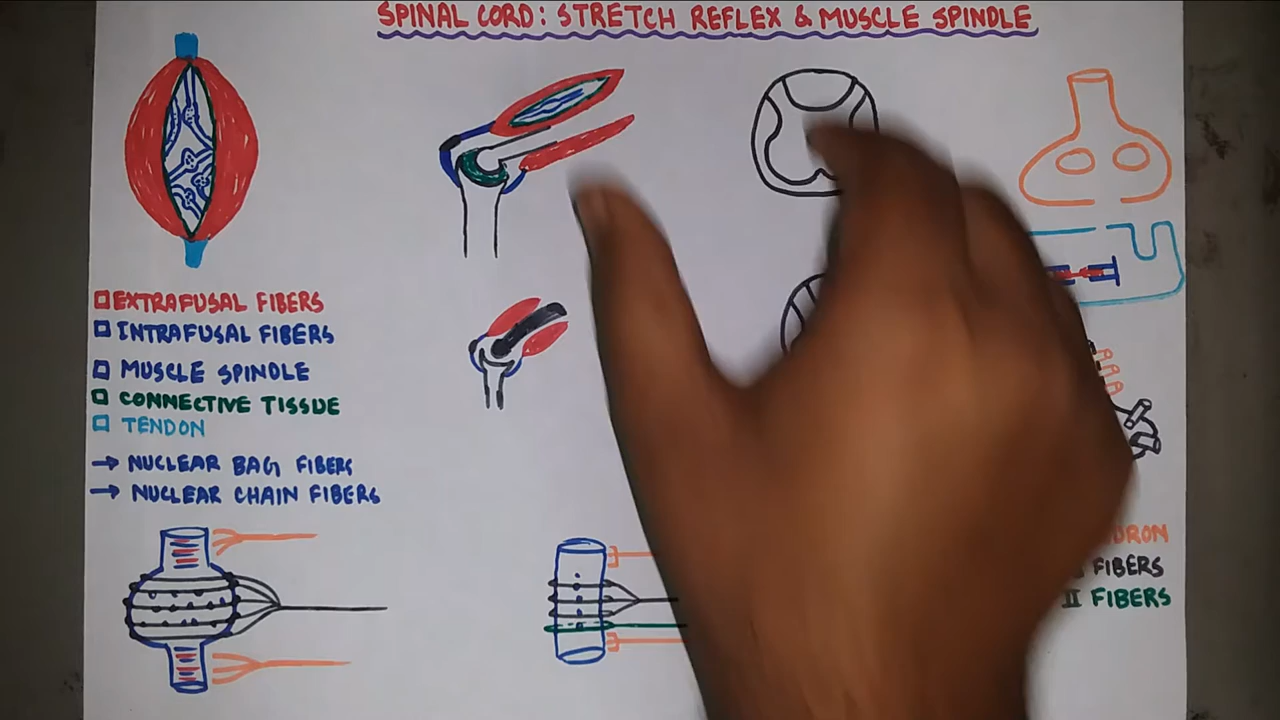 SPINAL CORD: STRETCH REFLEX & MUSCLE SPINDLE
EXTRAFUSAL FIBERS
INTRAFUSAL FIBERS
MUSCLE SPINDLE
CONNECTIVE TISSUE
TENDON
→ NUCLEAR BAG FIBERS
→ NUCLEAR CHAIN FIBERS
FIBERS
II FIBERS